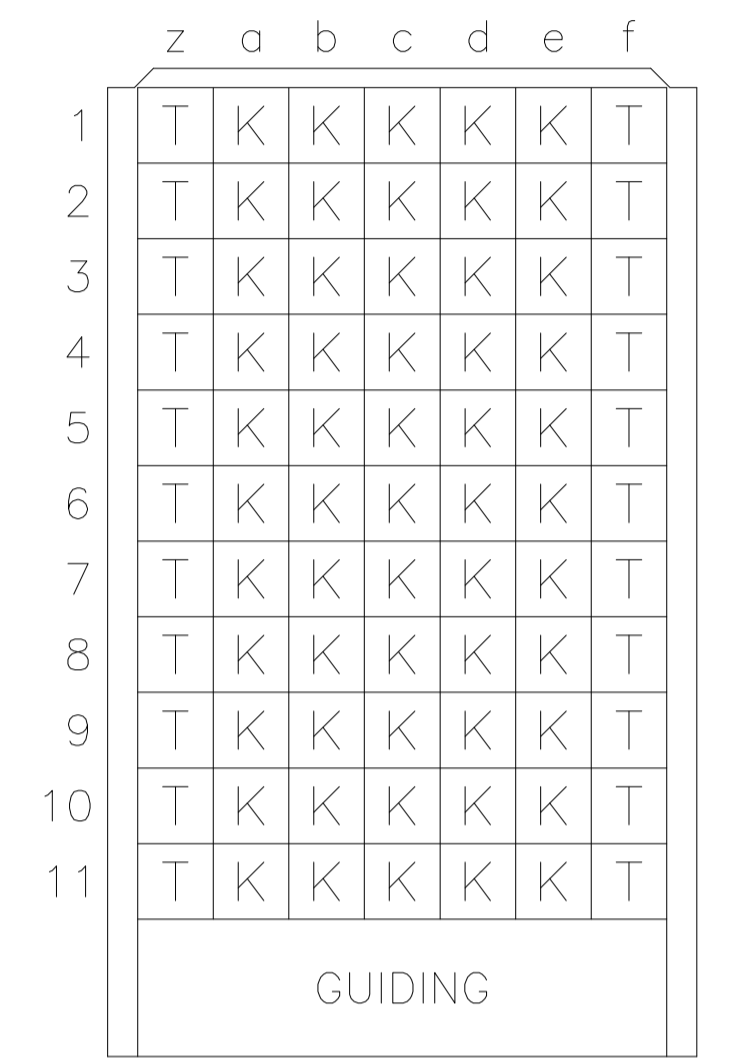 z a b c d e f
1 T K K K K K T
2 T K K K K K T
3 T K K K K K T
4 T K K K K K T
5 T K K K K K T
6 T K K K K K T
7 T K K K K K T
8 T K K K K K T
9 T K K K K K T
10 T K K K K K T
11 T K K K K K T
GUIDING